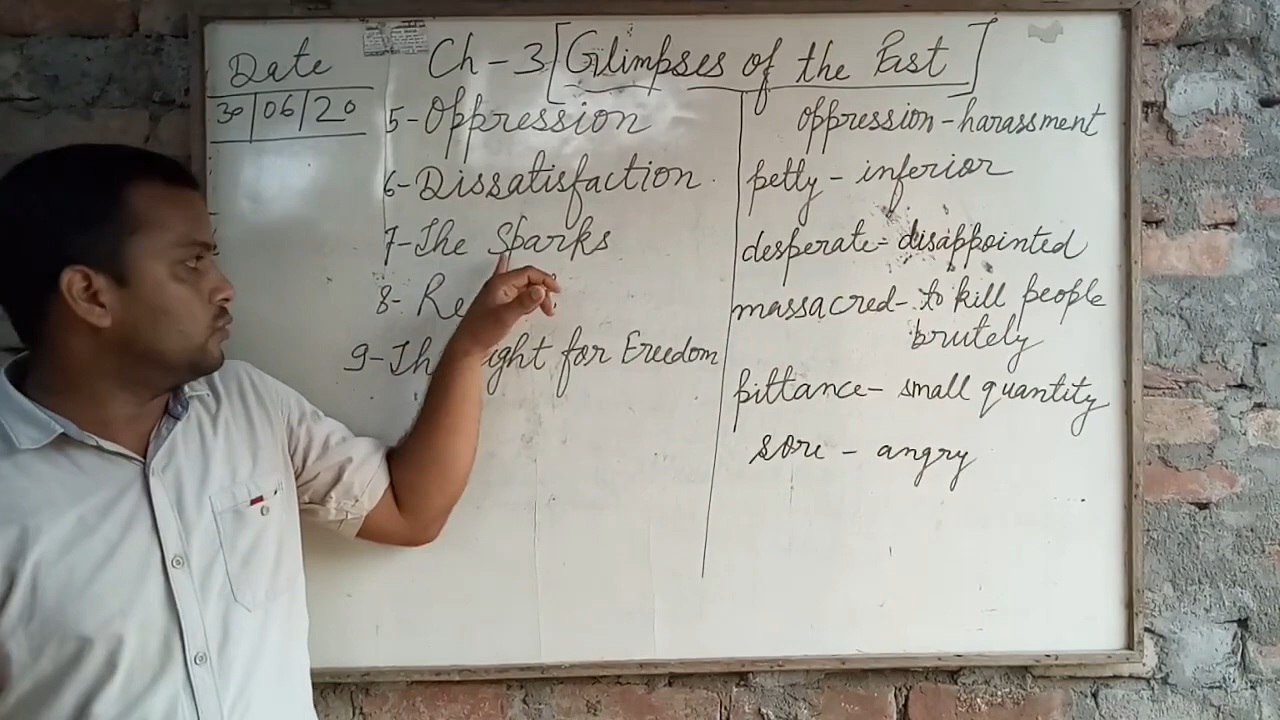 Date
30/06/20
Ch-3 [Glimpses of the Past]
5-Oppression
6-Dissatisfaction
7-The Sparks
8-Re
9-Th ight for Freedom
oppression-harassment
petty-inferior
desperate=disappointed
massacred-to kill people
brutely
pittance-small quantity
sore-angry